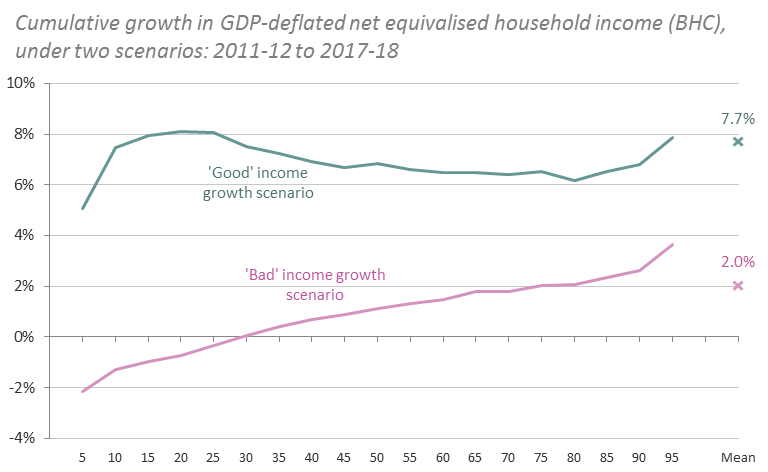 Cumulative growth in GDP-deflated net equivalised household income (BHC),
under two scenarios: 2011-12 to 2017-18
10%
7.7%
8%
'Good' income
growth scenario
6%
4%
'Bad' income growth
scenario
2.0%
2%
0%
-2%
-4%
5 10 15 20 25 30 35 40 45 50 55 60 65 70 75 80 85 90 95 Mean